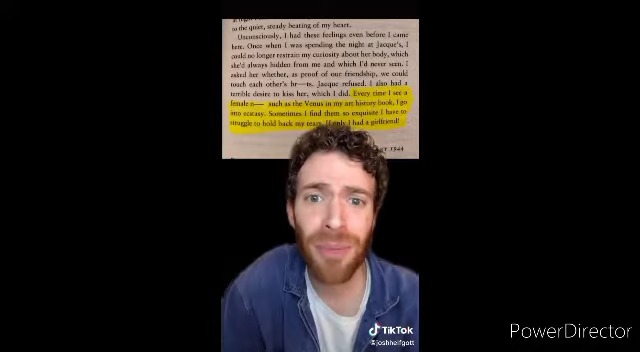 to the quiet, steady beating of my heart.
Unconsciously, I had these feelings even before I came
here. Once when I was spending the night at Jacque's, I
could no longer restrain my curiosity about her body, which
she'd always hidden from me and which I'd never seen. I
asked her whether, as proof of our friendship, we could
touch each other's br—ts. Jacque refused. I also had a
terrible desire to kiss her, which I did. Every time I see a
female n— such as the Venus in my art history book, I go
into ecstasy. Sometimes I find them so exquisite I have to
struggle to hold back my tears. If only I had a girlfriend!
1944
TikTok
@joshhelfgott
PowerDirector